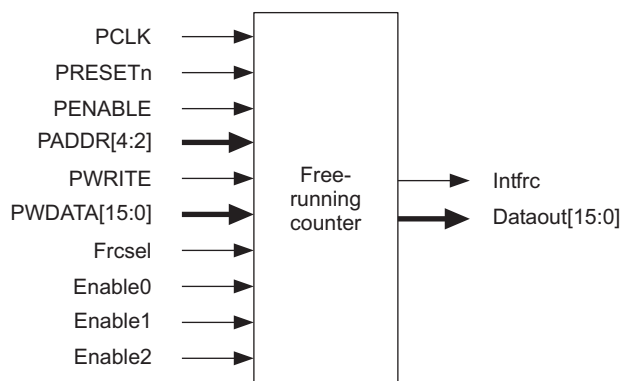 PCLK
PRESETn
PENABLE
PADDR[4:2]
PWRITE
PWDATA[15:0]
Frcsel
Enable0
Enable1
Enable2
Free-
running
counter
Intfrc
Dataout[15:0]